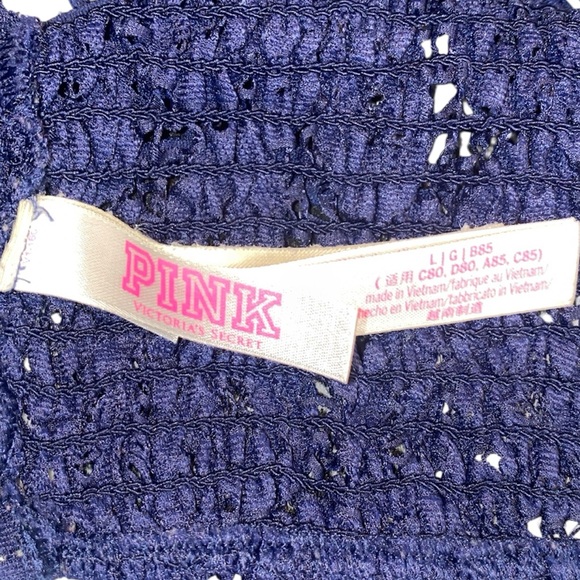 PINK
VICTORIA'S SECRET
L | G | B85
( 适用 C80, D80, A85, C85)
made in Vietnam/fabriqué au Vietnam/
hecho en Vietnam/fabbricato in Vietnam/
越南制造